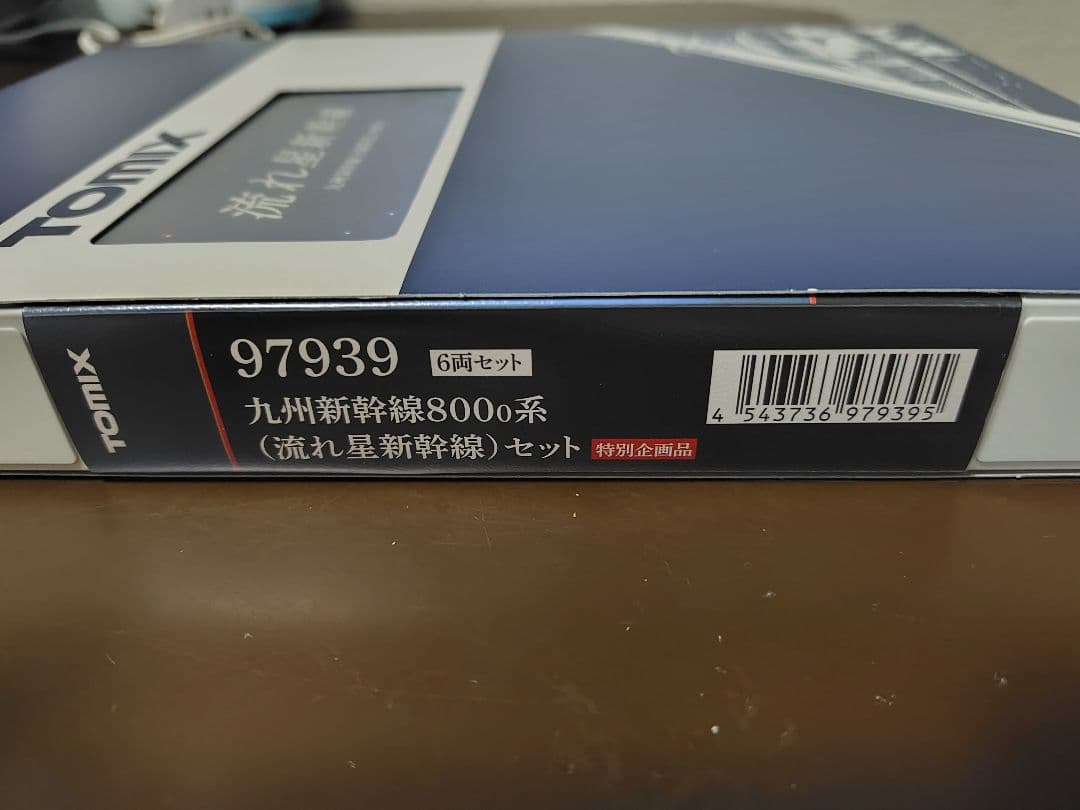 TOMIX
流れ星新幹線
TOMIX
97939 6両セット
九州新幹線800₀系
(流れ星新幹線)セット 特別企画品
4 543736 979395